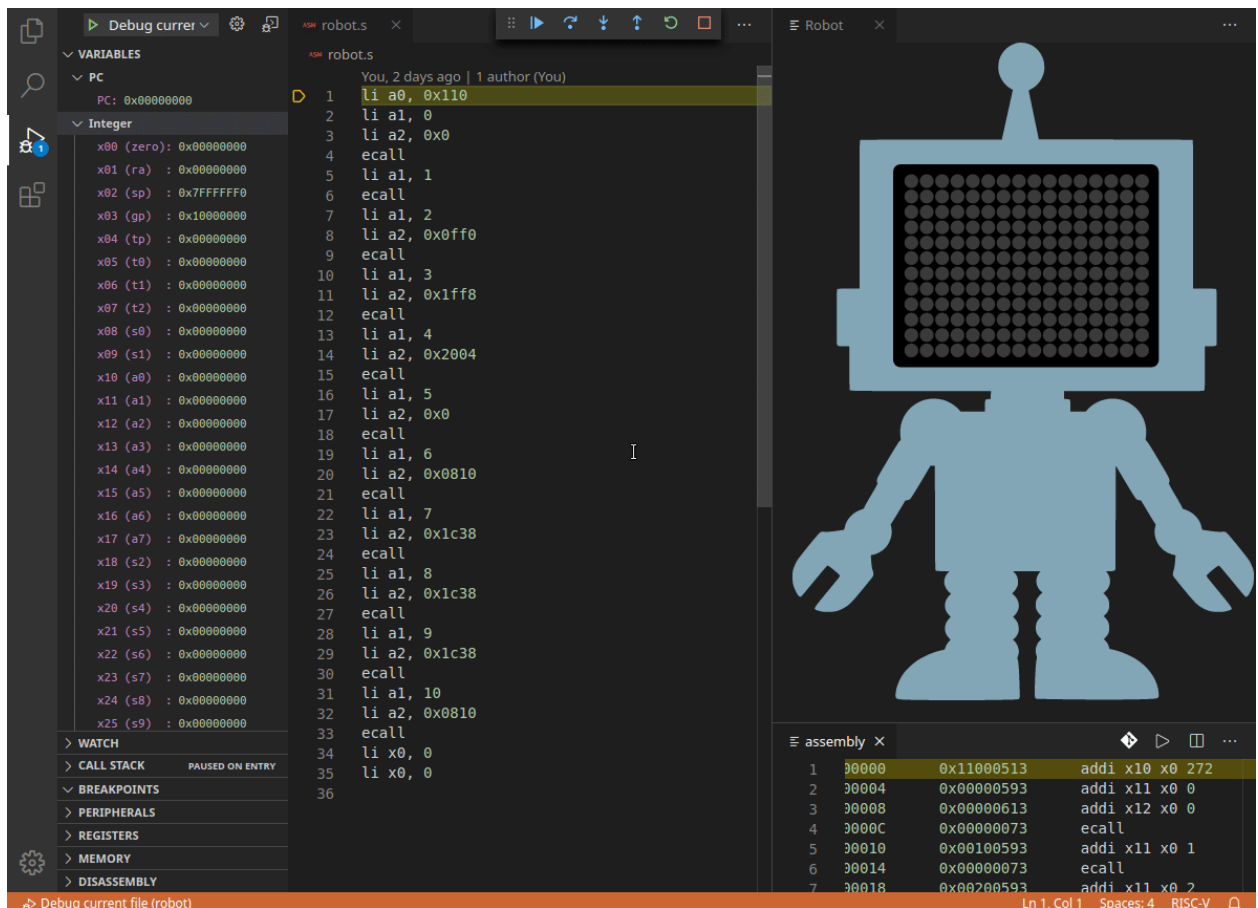 Debug currer
VARIABLES
PC
PC: 0x00000000
Integer
x00 (zero): 0x00000000
x01 (ra) : 0x00000000
x02 (sp) : 0x7FFFFFF0
x03 (gp) : 0x10000000
x04 (tp) : 0x00000000
x05 (t0) : 0x00000000
x06 (t1) : 0x00000000
x07 (t2) : 0x00000000
x08 (s0) : 0x00000000
x09 (s1) : 0x00000000
x10 (a0) : 0x00000000
x11 (a1) : 0x00000000
x12 (a2) : 0x00000000
x13 (a3) : 0x00000000
x14 (a4) : 0x00000000
x15 (a5) : 0x00000000
x16 (a6) : 0x00000000
x17 (a7) : 0x00000000
x18 (s2) : 0x00000000
x19 (s3) : 0x00000000
x20 (s4) : 0x00000000
x21 (s5) : 0x00000000
x22 (s6) : 0x00000000
x23 (s7) : 0x00000000
x24 (s8) : 0x00000000
x25 (s9) : 0x00000000
WATCH
CALL STACK PAUSED ON ENTRY
BREAKPOINTS
PERIPHERALS
REGISTERS
MEMORY
DISASSEMBLY
1
ASM robot.s
ASM robot.s
You, 2 days ago | 1 author (You)
1 li a0, 0x110
2 li a1, 0
3 li a2, 0x0
4 ecall
5 li a1, 1
6 ecall
7 li a1, 2
8 li a2, 0x0ff0
9 ecall
10 li a1, 3
11 li a2, 0x1ff8
12 ecall
13 li a1, 4
14 li a2, 0x2004
15 ecall
16 li a1, 5
17 li a2, 0x0
18 ecall
19 li a1, 6
20 li a2, 0x0810
21 ecall
22 li a1, 7
23 li a2, 0x1c38
24 ecall
25 li a1, 8
26 li a2, 0x1c38
27 ecall
28 li a1, 9
29 li a2, 0x1c38
30 ecall
31 li a1, 10
32 li a2, 0x0810
33 ecall
34 li x0, 0
35 li x0, 0
36
Robot
assembly
1 00000 0x11000513 addi x10 x0 272
2 00004 0x00000593 addi x11 x0 0
3 00008 0x00000613 addi x12 x0 0
4 0000C 0x00000073 ecall
5 00010 0x00100593 addi x11 x0 1
6 00014 0x00000073 ecall
7 00018 0x00200593 addi x11 x0 2
Debug current file (robot)
Ln 1, Col 1 Spaces: 4 RISC-V